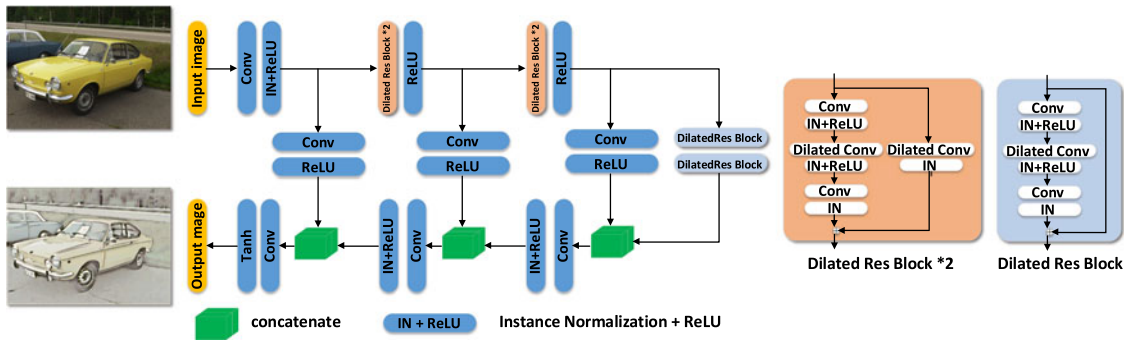 Input image
Conv
IN+ReLU
Dilated Res Block *2
ReLU
Dilated Res Block *2
ReLU
Conv
ReLU
Conv
ReLU
Conv
ReLU
DilatedRes Block
DilatedRes Block
Output image
Tanh
Conv
IN+ReLU
Conv
IN+ReLU
Conv
concatenate
IN + ReLU
Instance Normalization + ReLU
Conv
IN+ReLU
Dilated Conv
IN+ReLU
Conv
IN
Dilated Conv
IN
+
Dilated Res Block *2
Conv
IN+ReLU
Dilated Conv
IN+ReLU
Conv
IN
+
Dilated Res Block